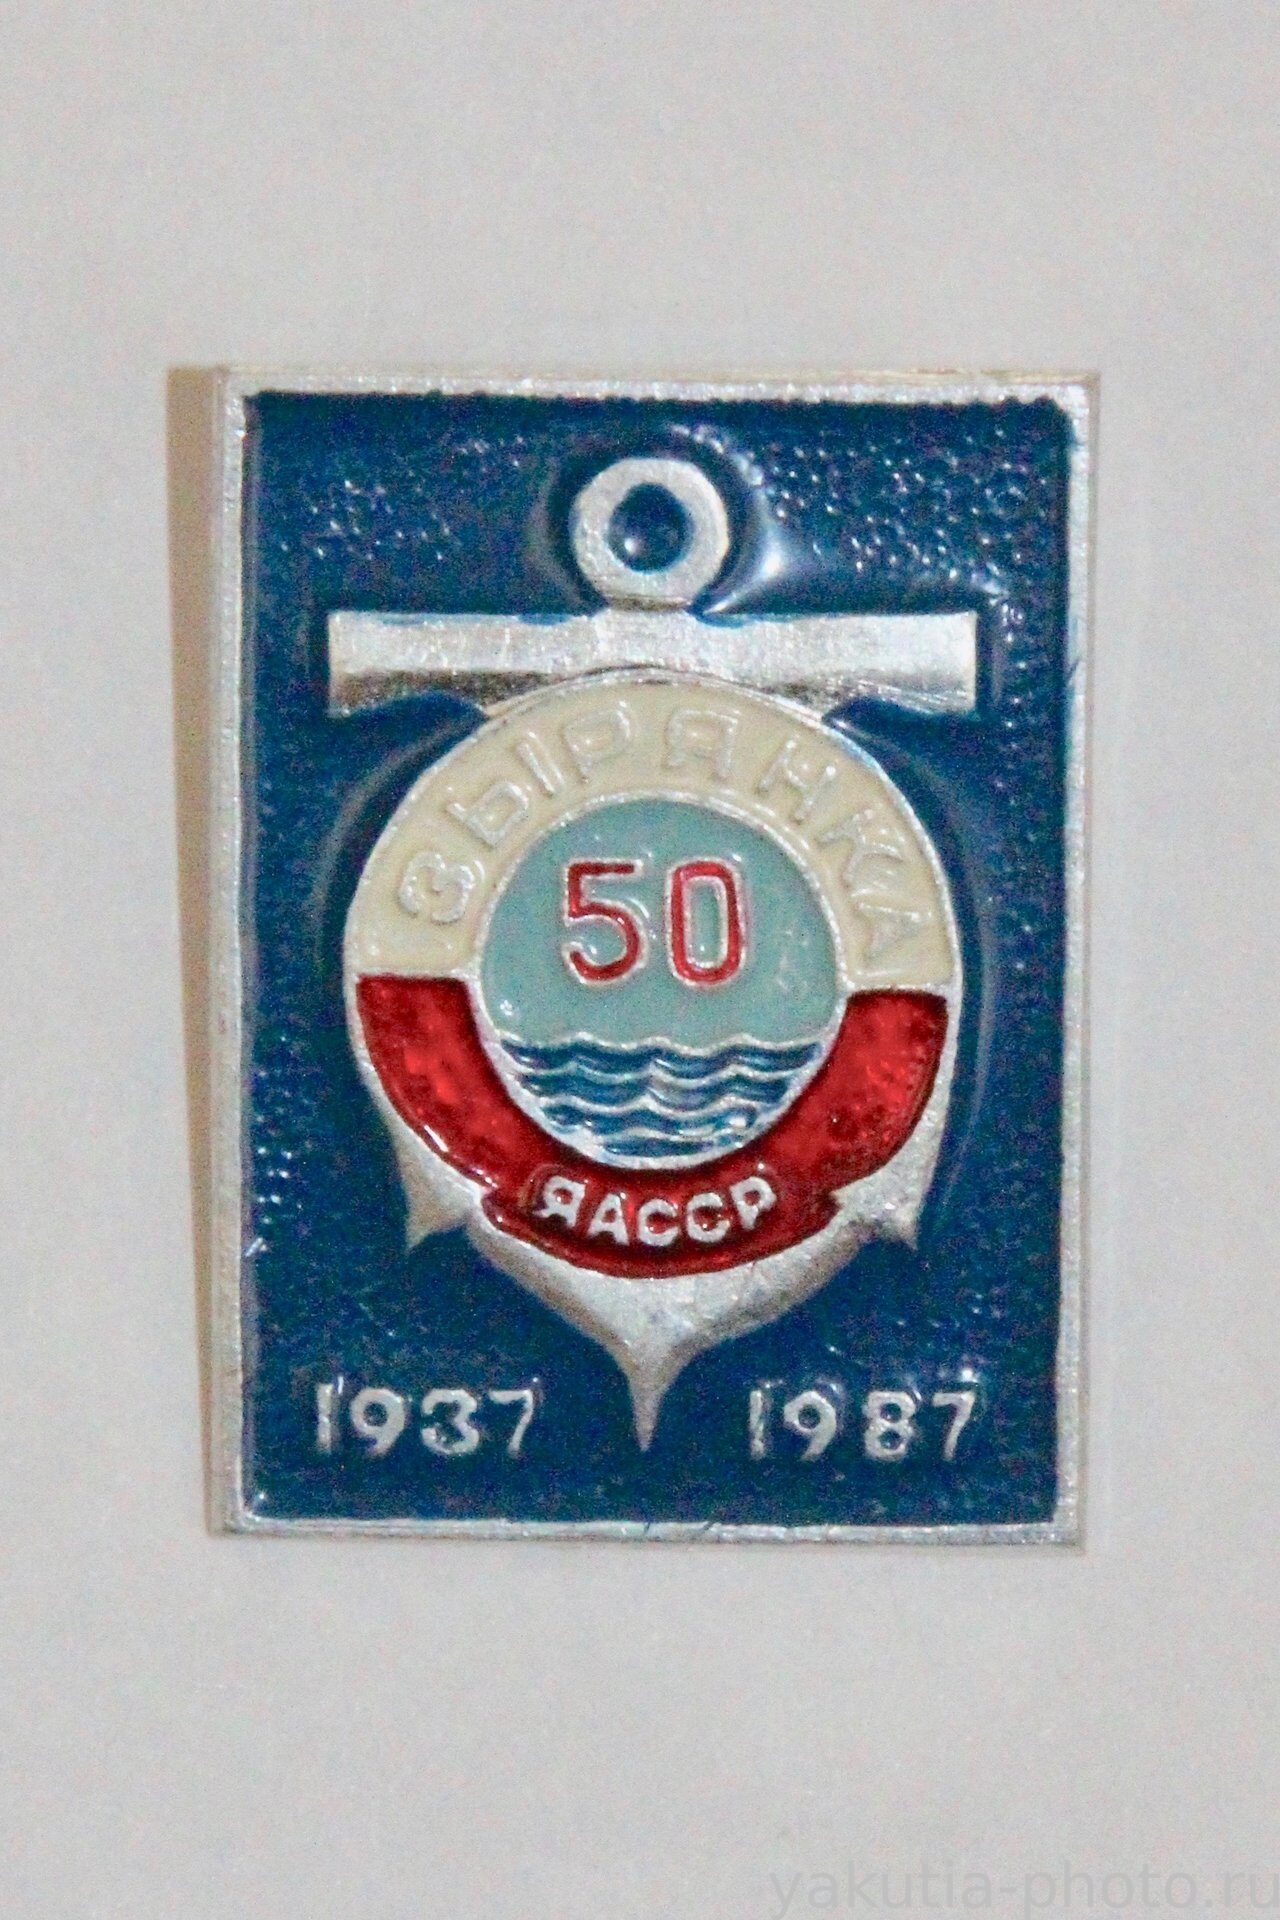 ЗЫРЯНКА
50
ЯАССР
1937 1987
yakutia-photo.ru